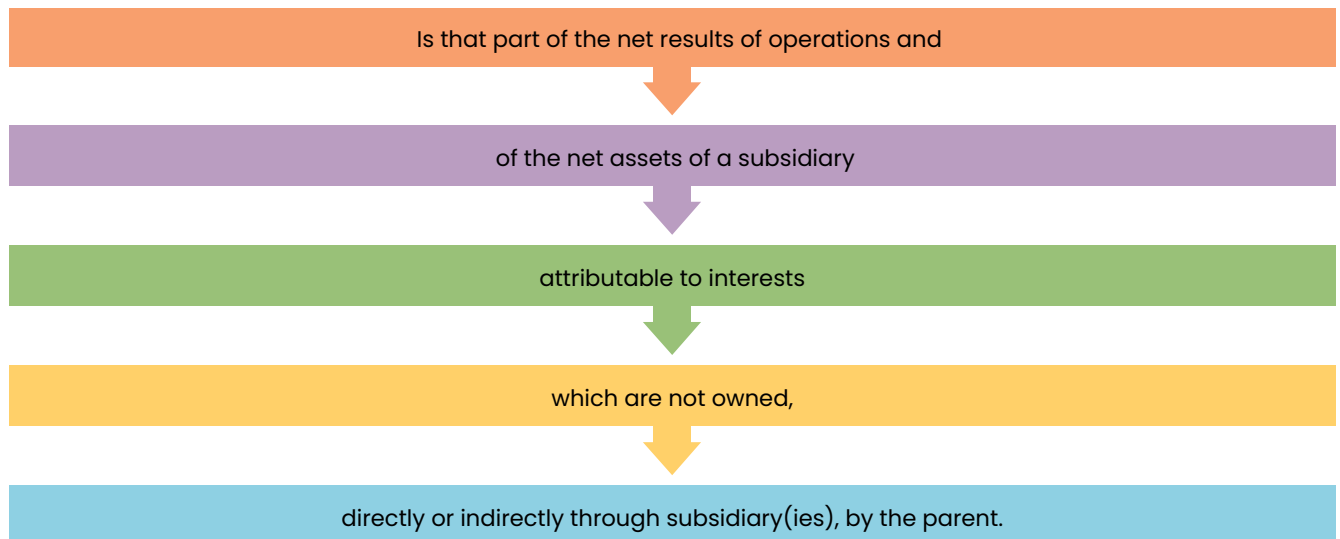 Is that part of the net results of operations and
of the net assets of a subsidiary
attributable to interests
which are not owned,
directly or indirectly through subsidiary(ies), by the parent.